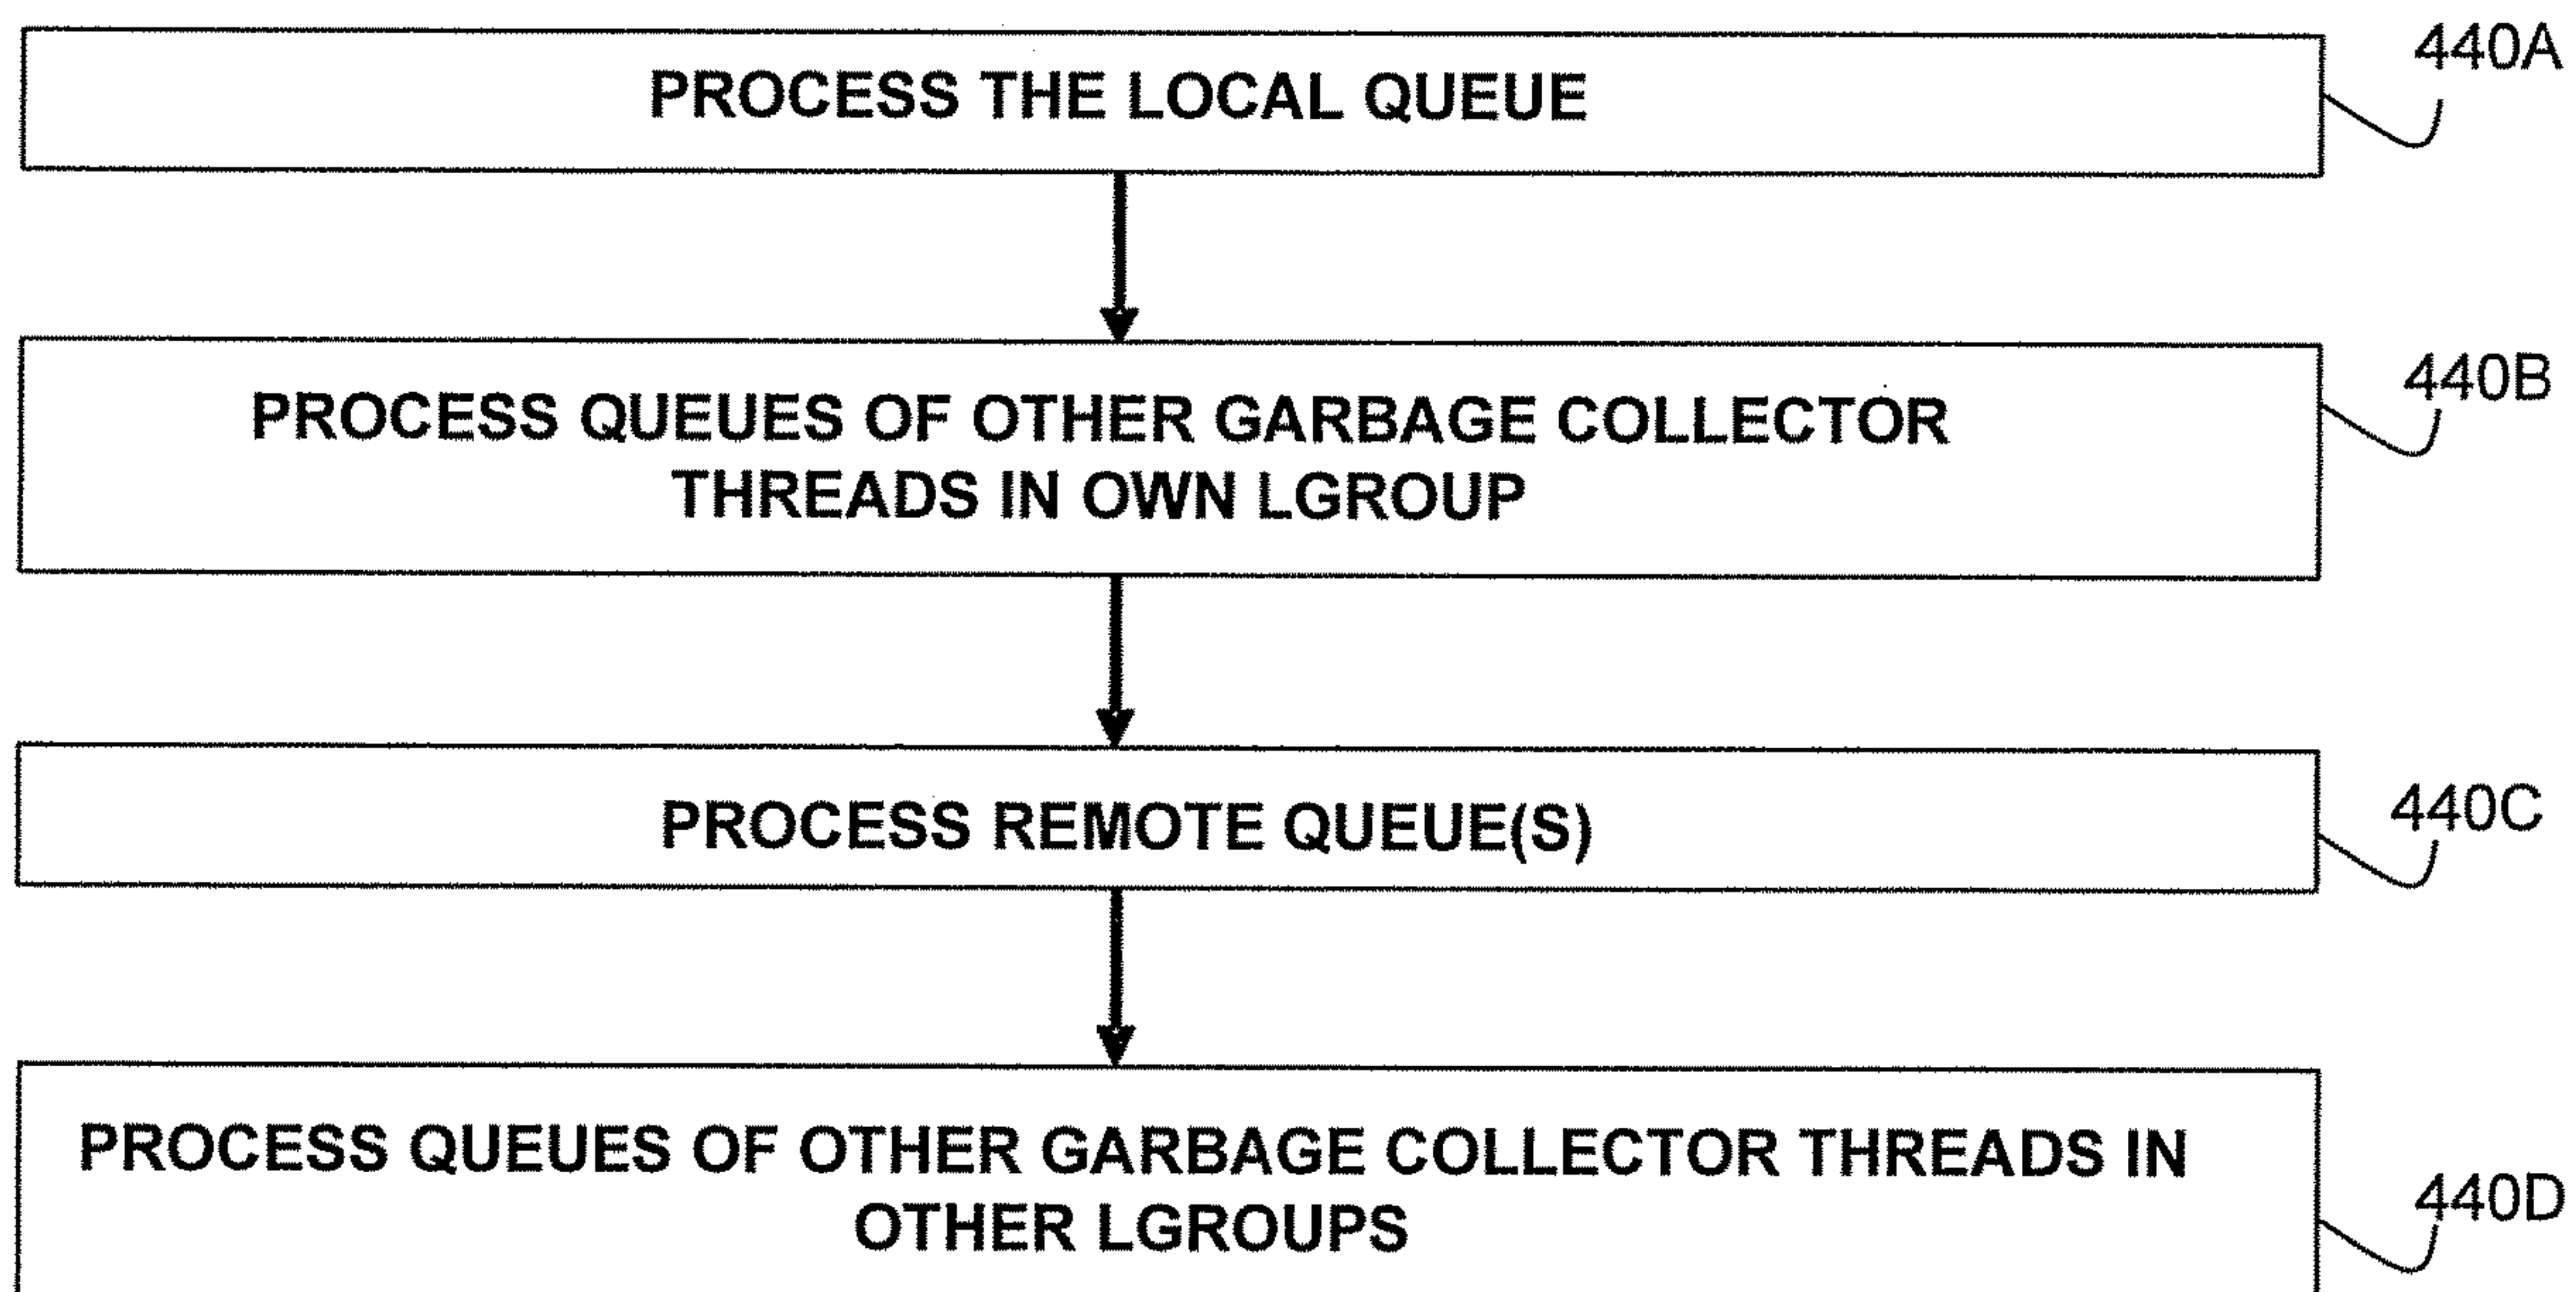 PROCESS THE LOCAL QUEUE
440A
PROCESS QUEUES OF OTHER GARBAGE COLLECTOR
THREADS IN OWN LGROUP
440B
PROCESS REMOTE QUEUE(S)
440C
PROCESS QUEUES OF OTHER GARBAGE COLLECTOR THREADS IN
OTHER LGROUPS
440D